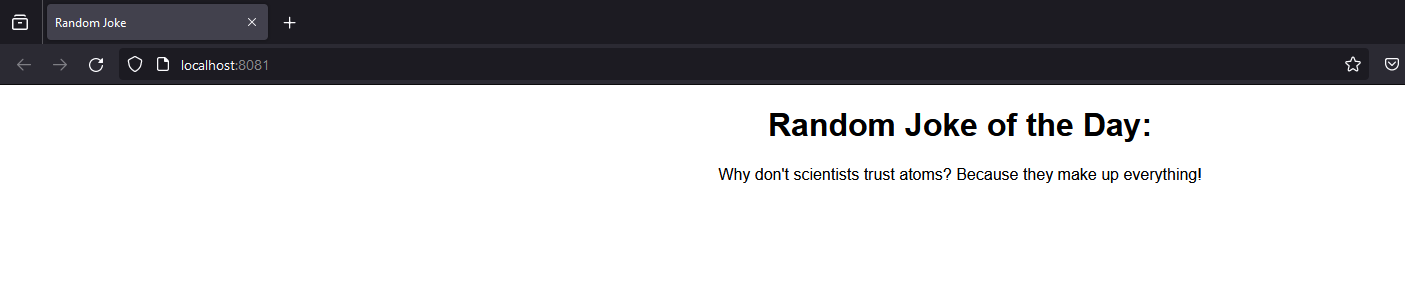 Random Joke
localhost:8081
Random Joke of the Day:
Why don't scientists trust atoms? Because they make up everything!